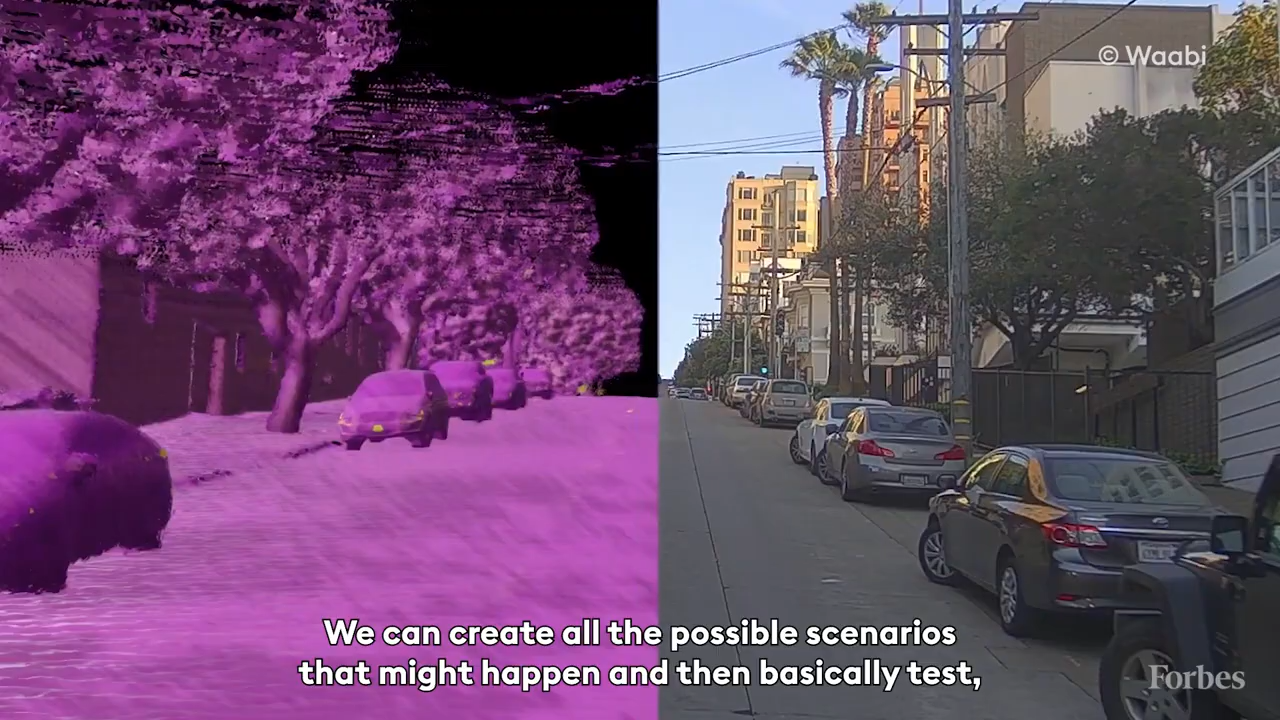 © Waabi
We can create all the possible scenarios
that might happen and then basically test,
Forbes